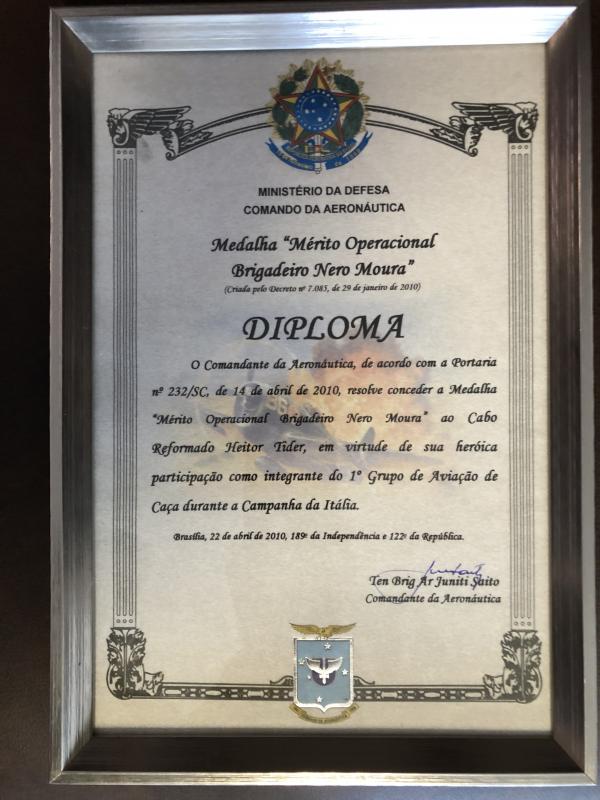 MINISTÉRIO DA DEFESA
COMANDO DA AERONÁUTICA
Medalha "Mérito Operacional
Brigadeiro Nero Moura"
(Criada pelo Decreto nº 7.085, de 29 de janeiro de 2010)
DIPLOMA
O Comandante da Aeronáutica, de acordo com a Portaria
nº 232/SC, de 14 de abril de 2010, resolve conceder a Medalha
"Mérito Operacional Brigadeiro Nero Moura" ao Cabo
Reformado Heitor Tider, em virtude de sua heróica
participação como integrante do 1º Grupo de Aviação de
Caça durante a Campanha da Itália.
Brasília, 22 de abril de 2010, 189º da Independência e 122º da República.
Ten Brig Ar Juniti Saito
Comandante da Aeronáutica